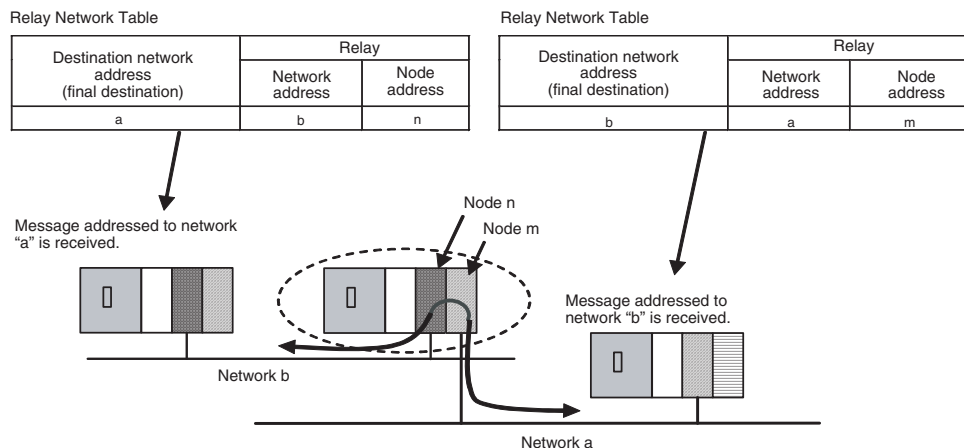 Relay Network Table
Destination network
address
(final destination)
Relay
Network
address
Node
address
a
b
n
Relay Network Table
Destination network
address
(final destination)
Relay
Network
address
Node
address
b
a
m
Message addressed to network
“a” is received.
Node n
Node m
Message addressed to
network “b” is received.
Network b
Network a